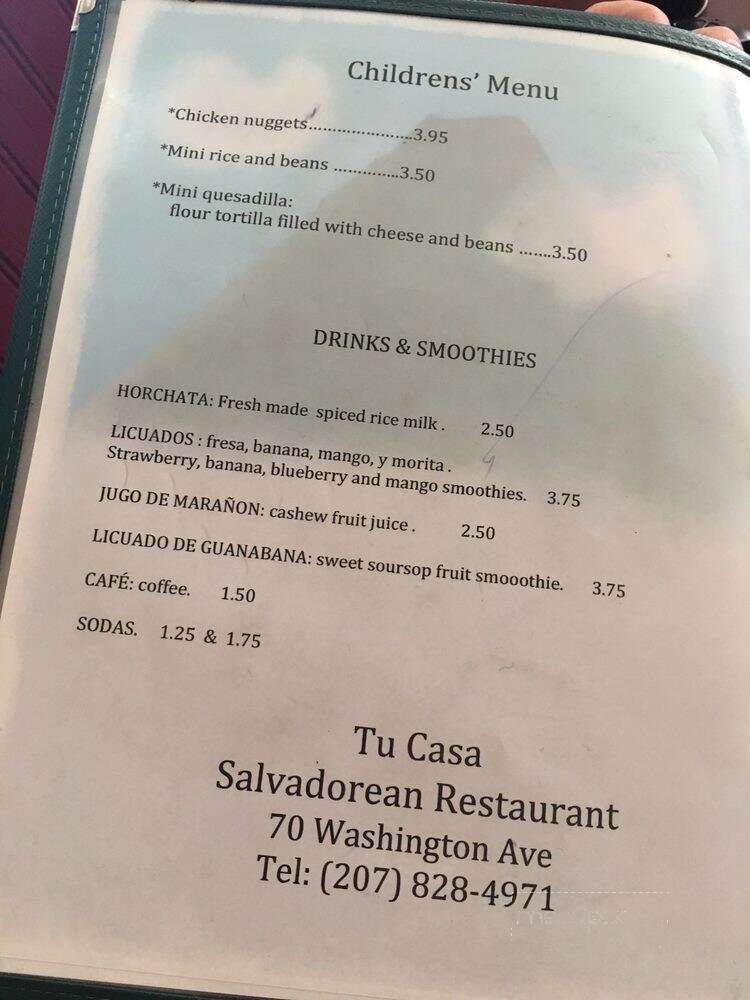 Childrens' Menu
*Chicken nuggets......................3.95
*Mini rice and beans ..............3.50
*Mini quesadilla:
flour tortilla filled with cheese and beans .......3.50
DRINKS & SMOOTHIES
HORCHATA: Fresh made spiced rice milk . 2.50
LICUADOS : fresa, banana, mango, y morita .
Strawberry, banana, blueberry and mango smoothies. 3.75
JUGO DE MARAÑON: cashew fruit juice . 2.50
LICUADO DE GUANABANA: sweet soursop fruit smooothie. 3.75
CAFÉ: coffee. 1.50
SODAS. 1.25 & 1.75
Tu Casa
Salvadorean Restaurant
70 Washington Ave
Tel: (207) 828-4971